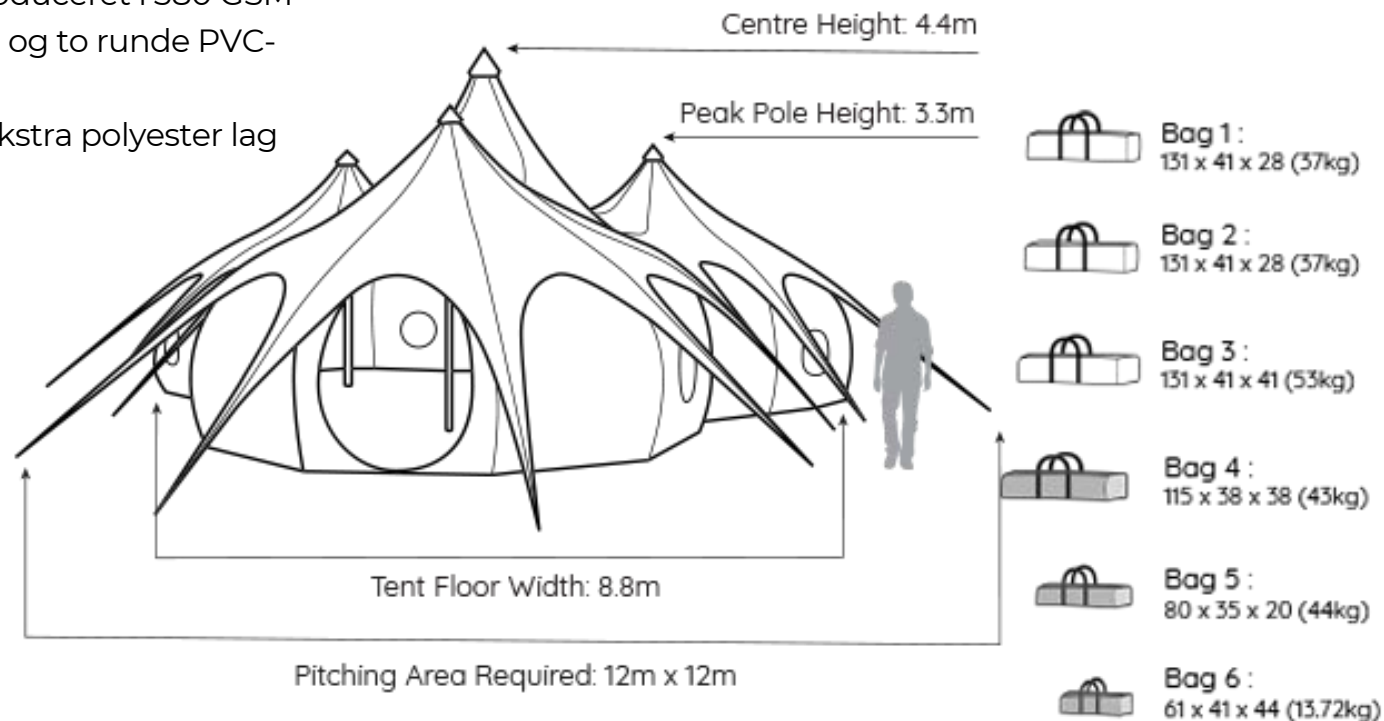 og to runde PVC-
kstra polyester lag
Centre Height: 4.4m
Peak Pole Height: 3.3m
Tent Floor Width: 8.8m
Pitching Area Required: 12m x 12m
Bag 1 :
131 x 41 x 28 (37kg)
Bag 2 :
131 x 41 x 28 (37kg)
Bag 3 :
131 x 41 x 41 (53kg)
Bag 4 :
115 x 38 x 38 (43kg)
Bag 5 :
80 x 35 x 20 (44kg)
Bag 6 :
61 x 41 x 44 (13.72kg)